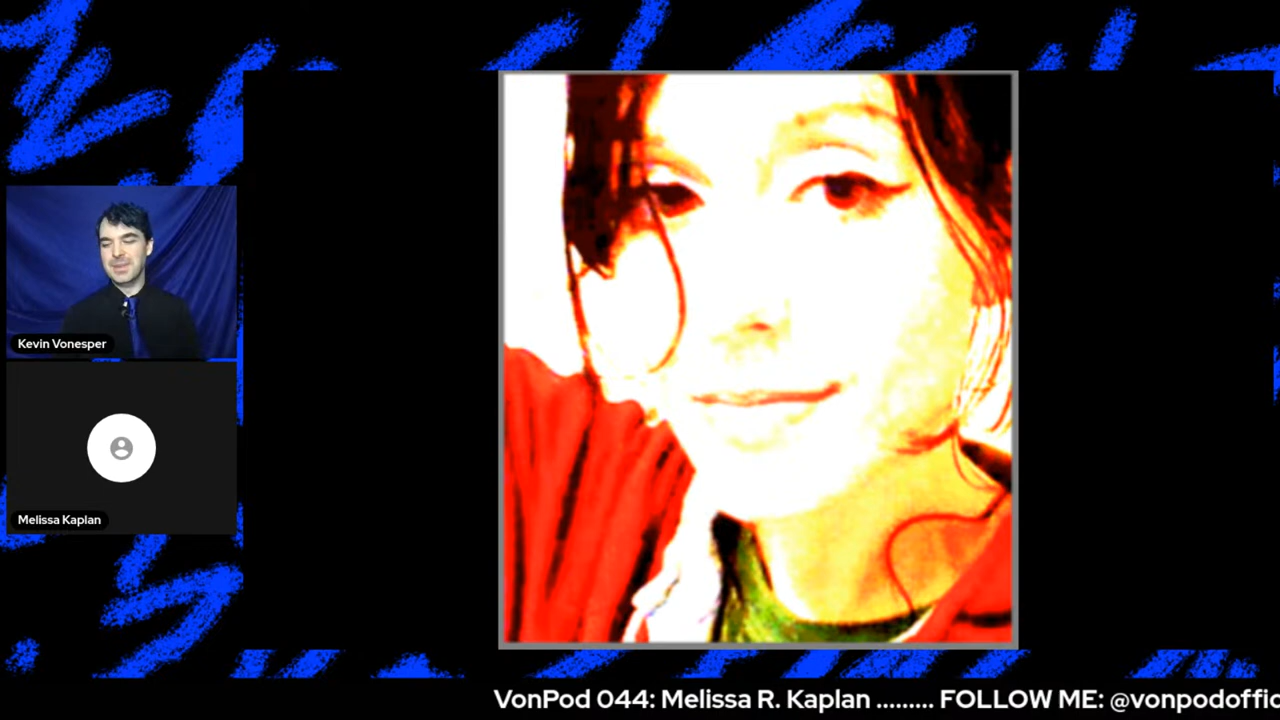 Kevin Vonesper
Melissa Kaplan
VonPod 044: Melissa R. Kaplan ......... FOLLOW ME: @vonpodoffic